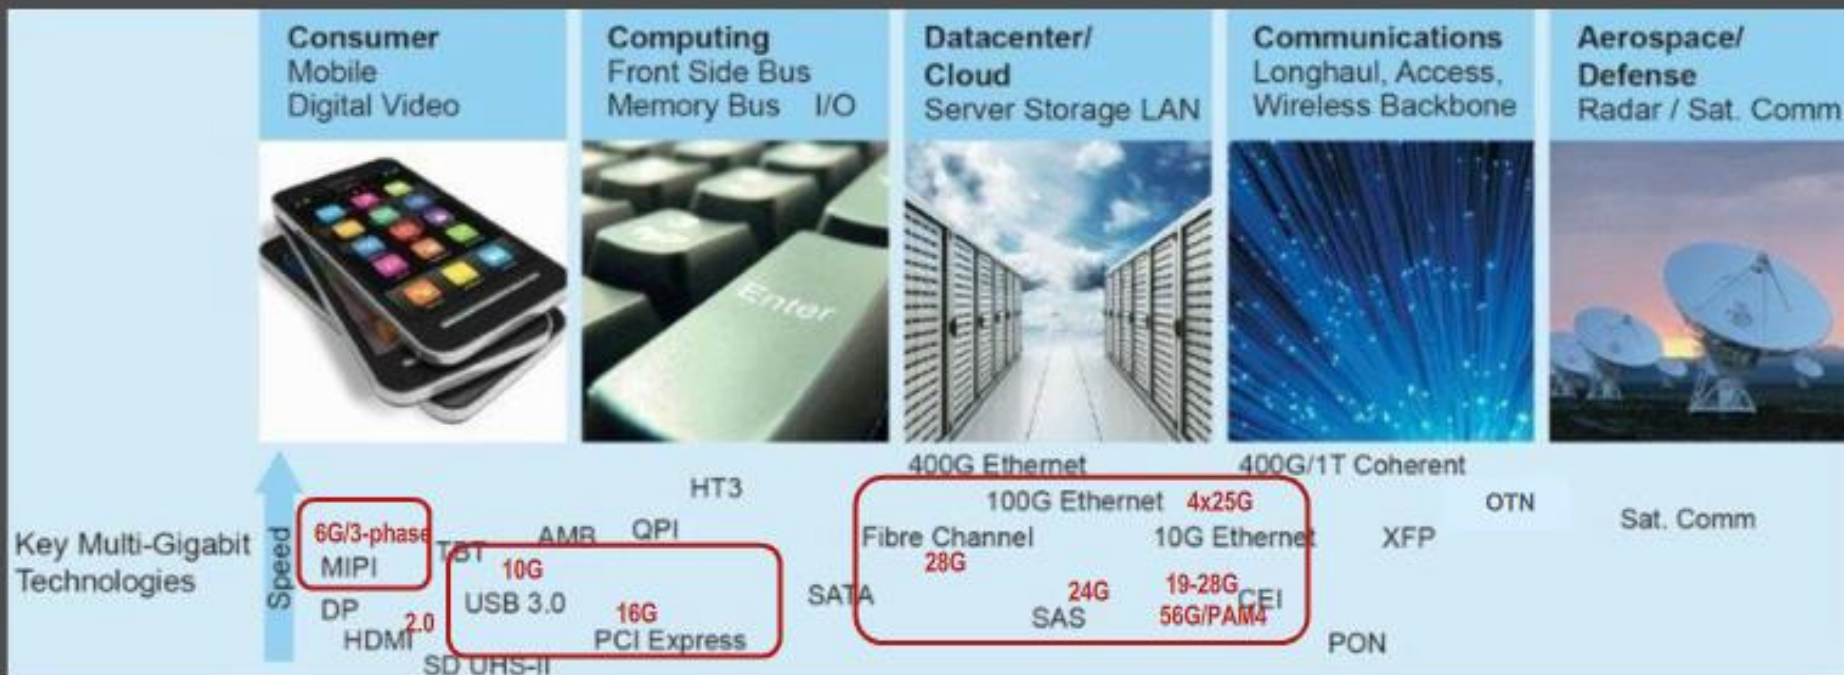 Consumer
Mobile
Digital Video
Computing
Front Side Bus
Memory Bus I/O
Datacenter/
Cloud
Server Storage LAN
Communications
Longhaul, Access,
Wireless Backbone
Aerospace/
Defense
Radar / Sat. Comm
Enter
Key Multi-Gigabit
Technologies
Speed
400G Ethernet
400G/1T Coherent
HT3
100G Ethernet 4x25G
OTN
Sat. Comm
6G/3-phase
MIPI
TBT
AMB
QPI
Fibre Channel
28G
10G Ethernet
XFP
10G
USB 3.0
SATA
24G
SAS
19-28G
CEI
56G/PAM4
DP
HDMI 2.0
16G
PCI Express
PON
SD UHS-II